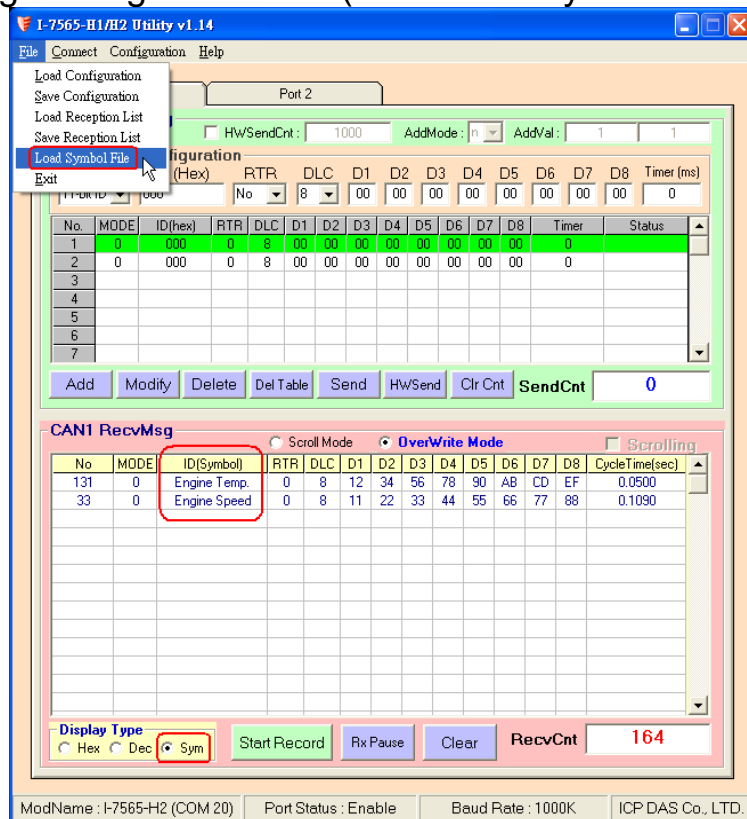 I-7565-H1/H2 Utility v1.14
File Connect Configuration Help
Load Configuration
Save Configuration
Load Reception List
Save Reception List
Load Symbol File
Exit
Port 2
HWSendCnt : 1000 AddMode : n AddVal : 1 1
(Hex) RTR DLC D1 D2 D3 D4 D5 D6 D7 D8 Timer (ms)
11-bit ID 000 No 8 00 00 00 00 00 00 00 00 0
No. MODE ID(hex) RTR DLC D1 D2 D3 D4 D5 D6 D7 D8 Timer Status
1 0 000 0 8 00 00 00 00 00 00 00 00 0
2 0 000 0 8 00 00 00 00 00 00 00 00 0
3
4
5
6
7
Add Modify Delete Del Table Send HWSend Clr Cnt SendCnt 0
CAN1 RecvMsg
Scroll Mode OverWrite Mode Scrolling
No MODE ID(Symbol) RTR DLC D1 D2 D3 D4 D5 D6 D7 D8 CycleTime(sec)
131 0 Engine Temp. 0 8 12 34 56 78 90 AB CD EF 0.0500
33 0 Engine Speed 0 8 11 22 33 44 55 66 77 88 0.1090
Display Type
Hex Dec Sym Start Record Rx Pause Clear RecvCnt 164
ModName : I-7565-H2 (COM 20) Port Status : Enable Baud Rate : 1000K ICP DAS Co., LTD.